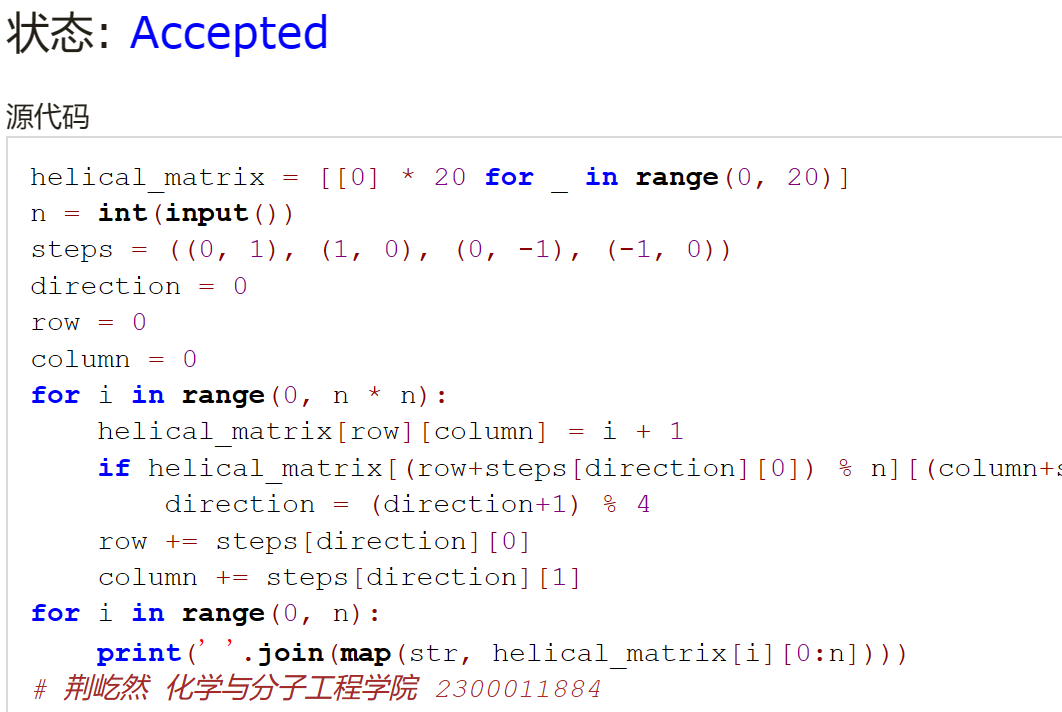 状态: Accepted
源代码
helical_matrix = [[0] * 20 for _ in range(0, 20)]
n = int(input())
steps = ((0, 1), (1, 0), (0, -1), (-1, 0))
direction = 0
row = 0
column = 0
for i in range(0, n * n):
    helical_matrix[row][column] = i + 1
    if helical_matrix[(row+steps[direction][0]) % n][(column+s
        direction = (direction+1) % 4
    row += steps[direction][0]
    column += steps[direction][1]
for i in range(0, n):
    print(' '.join(map(str, helical_matrix[i][0:n])))
# 荆屹然 化学与分子工程学院 2300011884